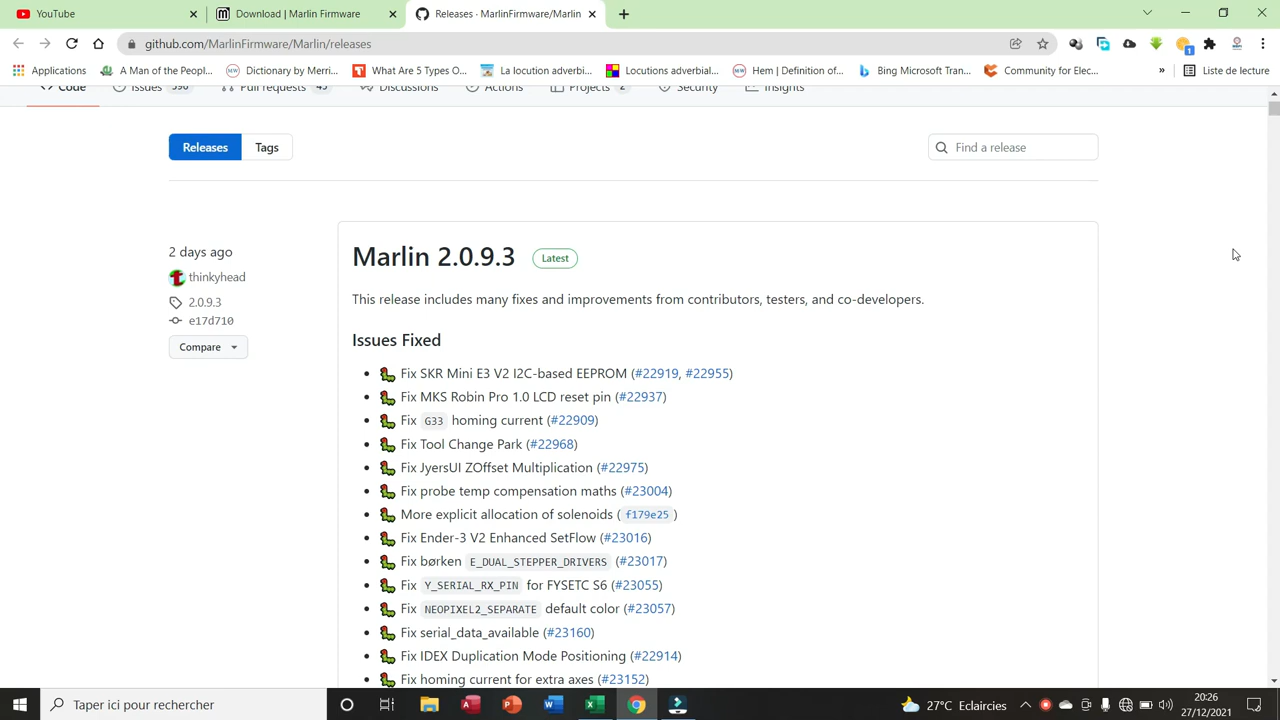 YouTube
Download | Marlin Firmware
Releases · MarlinFirmware/Marlin
github.com/MarlinFirmware/Marlin/releases
Applications
A Man of the Peopl...
Dictionary by Merri...
What Are 5 Types O...
La locution adverbi...
Locutions adverbial...
Hem | Definition of...
Bing Microsoft Tran...
Community for Elec...
»
Liste de lecture
Code
Issues 596
Pull requests 45
Discussions
Actions
Projects 2
Security
Insights
Releases
Tags
Find a release
2 days ago
thinkyhead
2.0.9.3
e17d710
Compare
Marlin 2.0.9.3 Latest
This release includes many fixes and improvements from contributors, testers, and co-developers.
Issues Fixed
• Fix SKR Mini E3 V2 I2C-based EEPROM (#22919, #22955)
• Fix MKS Robin Pro 1.0 LCD reset pin (#22937)
• Fix G33 homing current (#22909)
• Fix Tool Change Park (#22968)
• Fix JyersUI ZOffset Multiplication (#22975)
• Fix probe temp compensation maths (#23004)
• More explicit allocation of solenoids ( f179e25 )
• Fix Ender-3 V2 Enhanced SetFlow (#23016)
• Fix børken E_DUAL_STEPPER_DRIVERS (#23017)
• Fix Y_SERIAL_RX_PIN for FYSETC S6 (#23055)
• Fix NEOPIXEL2_SEPARATE default color (#23057)
• Fix serial_data_available (#23160)
• Fix IDEX Duplication Mode Positioning (#22914)
• Fix homing current for extra axes (#23152)
Taper ici pour rechercher
27°C Eclaircies
20:26
27/12/2021